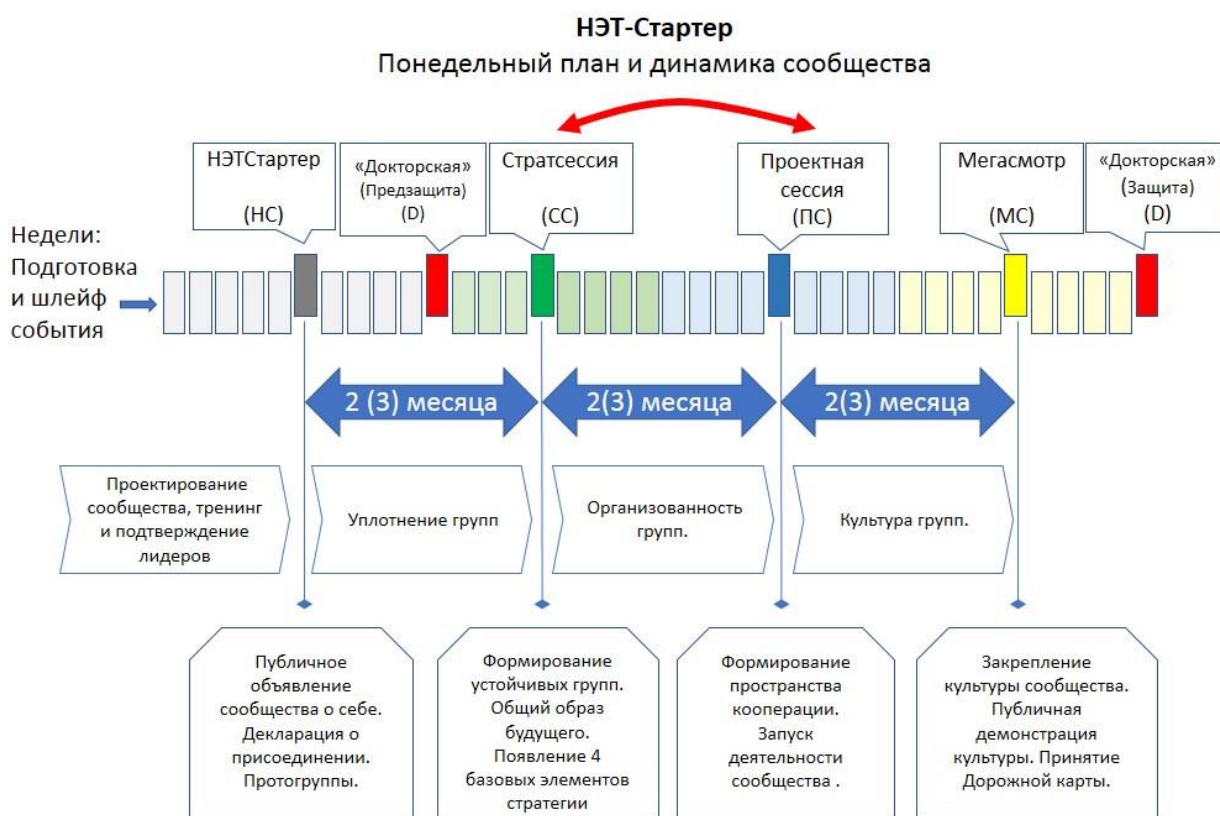 НЭТ-Стартер
Понедельный план и динамика сообщества
НЭТСтартер
(НС)
«Докторская»
(Предзащита)
(D)
Стратсессия
(СС)
Проектная
сессия
(ПС)
Мегасмотр
(МС)
«Докторская»
(Защита)
(D)
Недели:
Подготовка
и шлейф
события
2 (3) месяца
2(3) месяца
2(3) месяца
Проектирование
сообщества, тренинг
и подтверждение
лидеров
Уплотнение групп
Организованность
групп.
Культура групп.
Публичное
объявление
сообщества о себе.
Декларация о
присоединении.
Протогруппы.
Формирование
устойчивых групп.
Общий образ
будущего.
Появление 4
базовых элементов
стратегии
Формирование
пространства
кооперации.
Запуск
деятельности
сообщества .
Закрепление
культуры сообщества.
Публичная
демонстрация
культуры. Принятие
Дорожной карты.